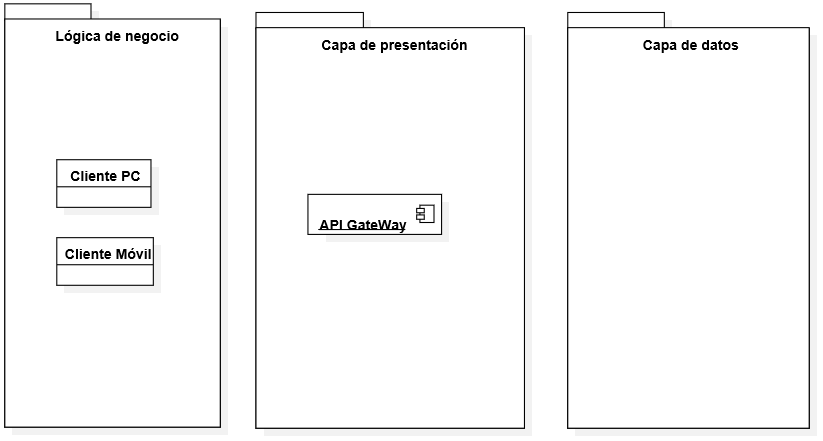 Lógica de negocio
Cliente PC
Cliente Móvil
Capa de presentación
API GateWay
Capa de datos